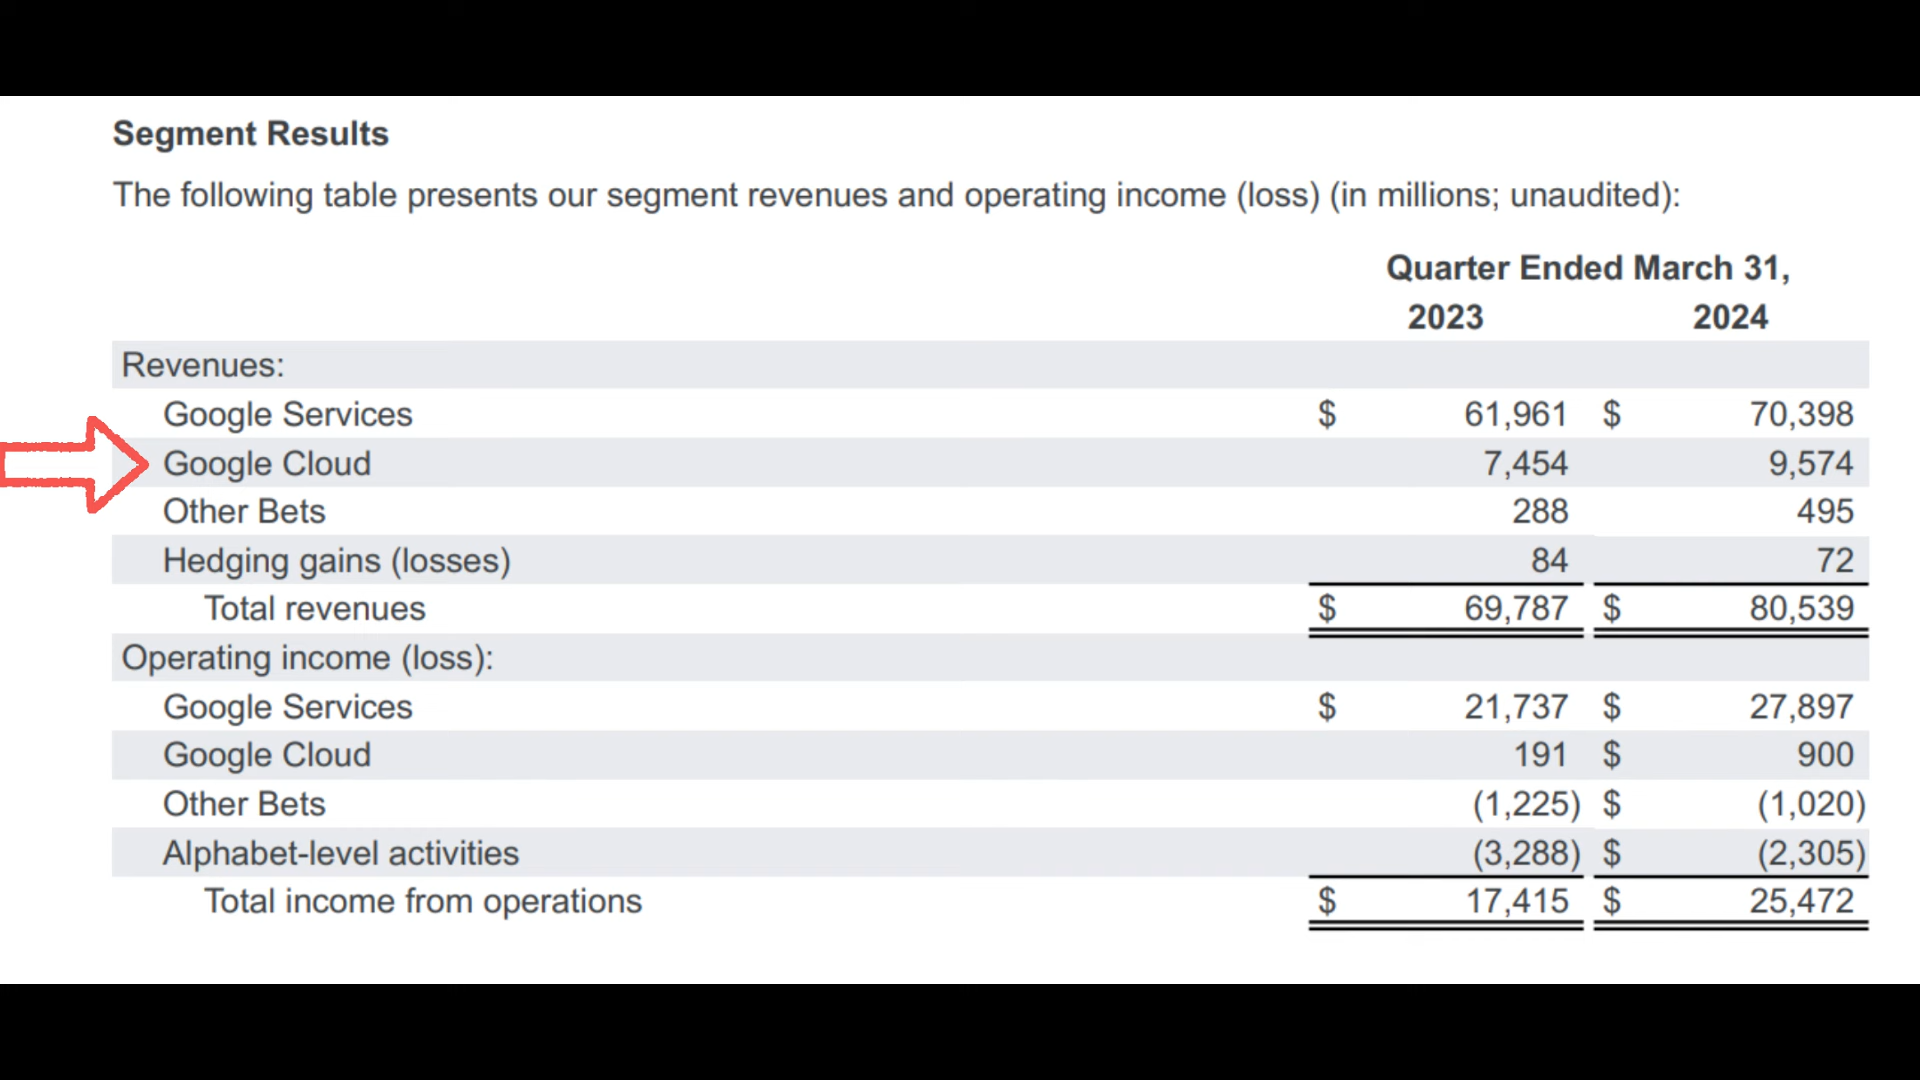 Segment Results
The following table presents our segment revenues and operating income (loss) (in millions; unaudited):
Quarter Ended March 31,
2023 2024
Revenues:
Google Services $ 61,961 $ 70,398
Google Cloud 7,454 9,574
Other Bets 288 495
Hedging gains (losses) 84 72
Total revenues $ 69,787 $ 80,539
Operating income (loss):
Google Services $ 21,737 $ 27,897
Google Cloud 191 $ 900
Other Bets (1,225) $ (1,020)
Alphabet-level activities (3,288) $ (2,305)
Total income from operations $ 17,415 $ 25,472